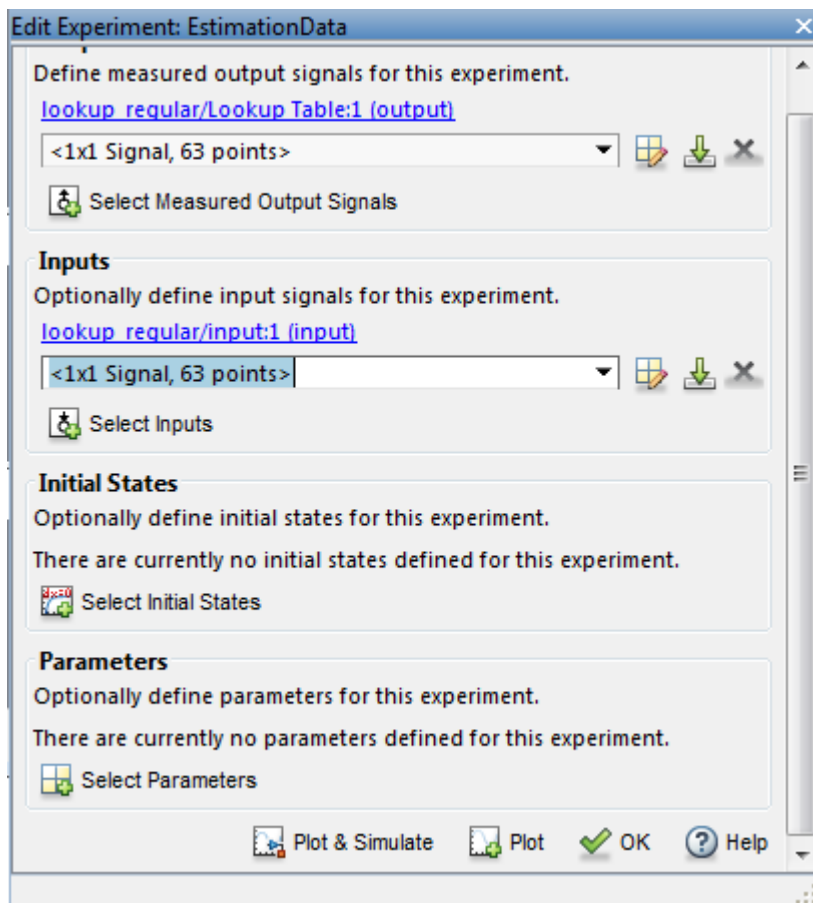 Edit Experiment: EstimationData
Define measured output signals for this experiment.
lookup_regular/Lookup Table:1 (output)
<1x1 Signal, 63 points>
Select Measured Output Signals
Inputs
Optionally define input signals for this experiment.
lookup_regular/input:1 (input)
<1x1 Signal, 63 points>
Select Inputs
Initial States
Optionally define initial states for this experiment.
There are currently no initial states defined for this experiment.
Select Initial States
Parameters
Optionally define parameters for this experiment.
There are currently no parameters defined for this experiment.
Select Parameters
Plot & Simulate Plot OK Help